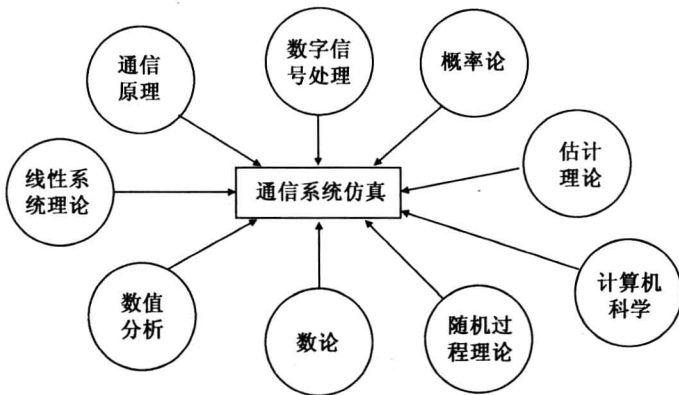 通信
原理
数字信
号处理
概率论
线性系
统理论
通信系统仿真
估计
理论
数值
分析
数论
随机过
程理论
计算机
科学